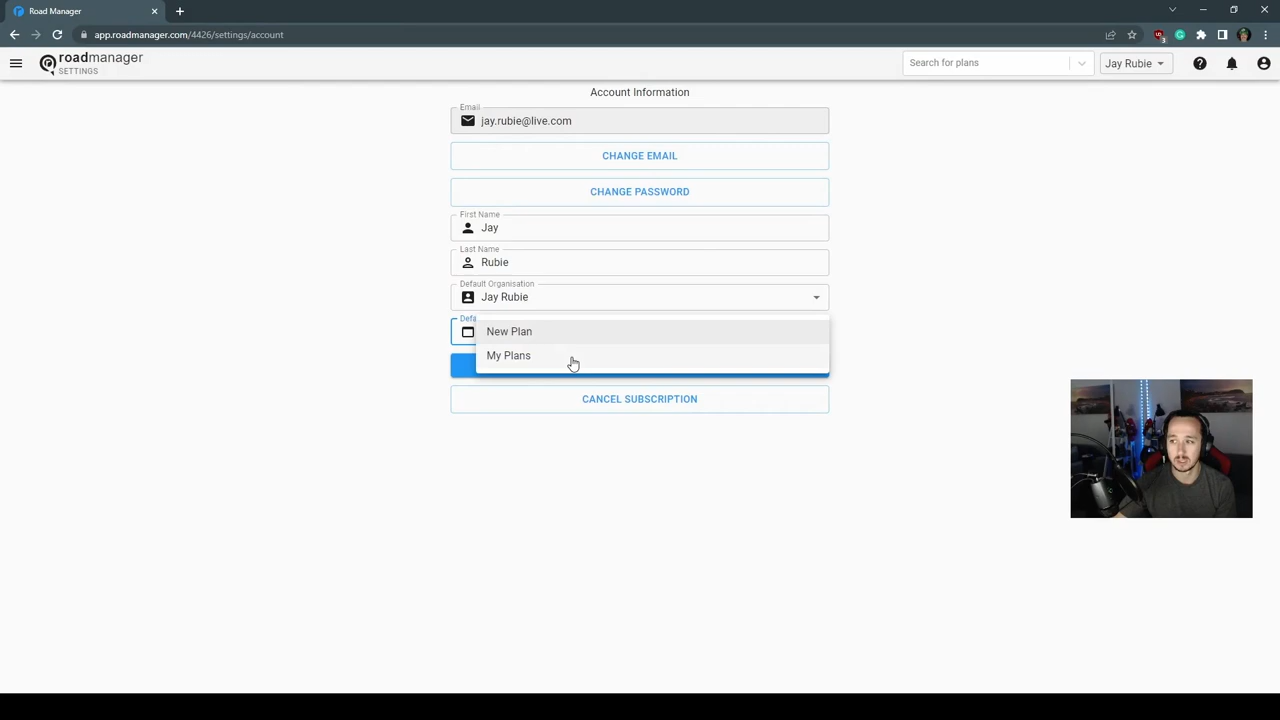 Road Manager
app.roadmanager.com/4426/settings/account
roadmanager
SETTINGS
Search for plans
Jay Rubie
Account Information
Email
jay.rubie@live.com
CHANGE EMAIL
CHANGE PASSWORD
First Name
Jay
Last Name
Rubie
Default Organisation
Jay Rubie
Defa
New Plan
My Plans
CANCEL SUBSCRIPTION